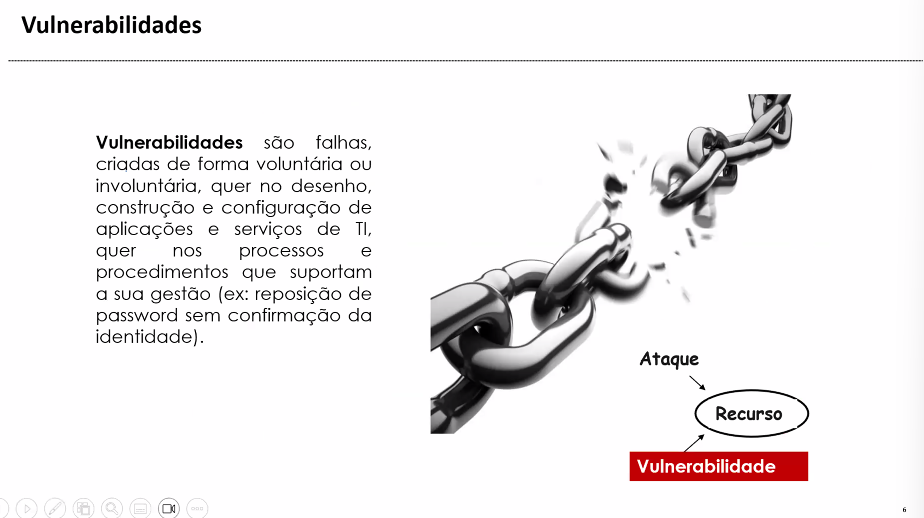 Vulnerabilidades
Vulnerabilidades são falhas,
criadas de forma voluntária ou
involuntária, quer no desenho,
construção e configuração de
aplicações e serviços de TI,
quer nos processos e
procedimentos que suportam
a sua gestão (ex: reposição de
password sem confirmação da
identidade).
Ataque
Recurso
Vulnerabilidade
6